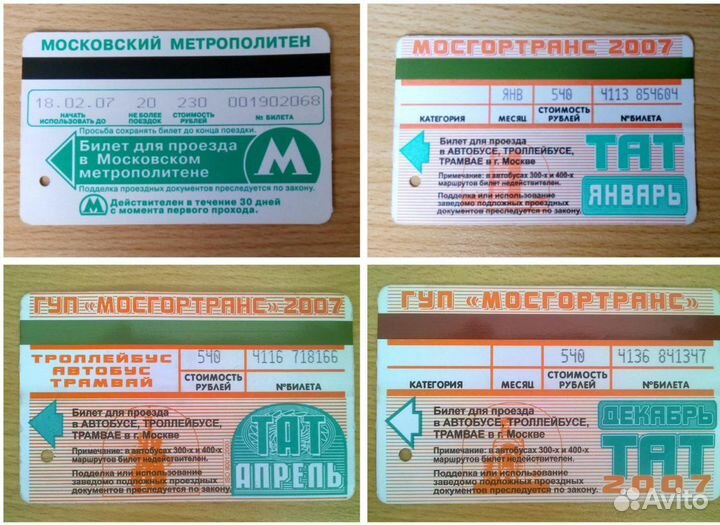 МОСКОВСКИЙ МЕТРОПОЛИТЕН
18.02.07 20 230 001902068
НАЧАТЬ ИСПОЛЬЗОВАТЬ ДО
НЕ БОЛЕЕ ПОЕЗДОК
СТОИМОСТЬ РУБЛЕЙ
№ БИЛЕТА
Просьба сохранять билет до конца поездки.
Билет для проезда
в Московском
метрополитене
М
Подделка проездных документов преследуется по закону.
М Действителен в течение 30 дней
с момента первого прохода.
МОСГОРТРАНС 2007
ЯНВ 540 4113 854604
КАТЕГОРИЯ
МЕСЯЦ
СТОИМОСТЬ РУБЛЕЙ
№БИЛЕТА
Билет для проезда
в АВТОБУСЕ, ТРОЛЛЕЙБУСЕ,
ТРАМВАЕ в г. Москве
Примечание: в автобусах 300-х и 400-х
маршрутов билет недействителен.
Подделка или использование
заведомо подложных проездных
документов преследуется по закону.
ТАТ
ЯНВАРЬ
ГУП «МОСГОРТРАНС» 2007
ТРОЛЛЕЙБУС
АВТОБУС
ТРАМВАЙ
540 4116 718166
СТОИМОСТЬ РУБЛЕЙ
№БИЛЕТА
Билет для проезда
в АВТОБУСЕ, ТРОЛЛЕЙБУСЕ,
ТРАМВАЕ в г. Москве
Примечание: в автобусах 300-х и 400-х
маршрутов билет недействителен.
Подделка или использование
заведомо подложных проездных
документов преследуется по закону.
ТАТ
АПРЕЛЬ
ГУП «МОСГОРТРАНС»
540 4136 841347
КАТЕГОРИЯ
МЕСЯЦ
СТОИМОСТЬ РУБЛЕЙ
№БИЛЕТА
Билет для проезда
в АВТОБУСЕ, ТРОЛЛЕЙБУСЕ,
ТРАМВАЕ в г. Москве
Примечание: в автобусах 300-х и 400-х
маршрутов билет недействителен.
Подделка или использование
заведомо подложных проездных
документов преследуется по закону.
ДЕКАБРЬ
ТАТ
2007
Avito